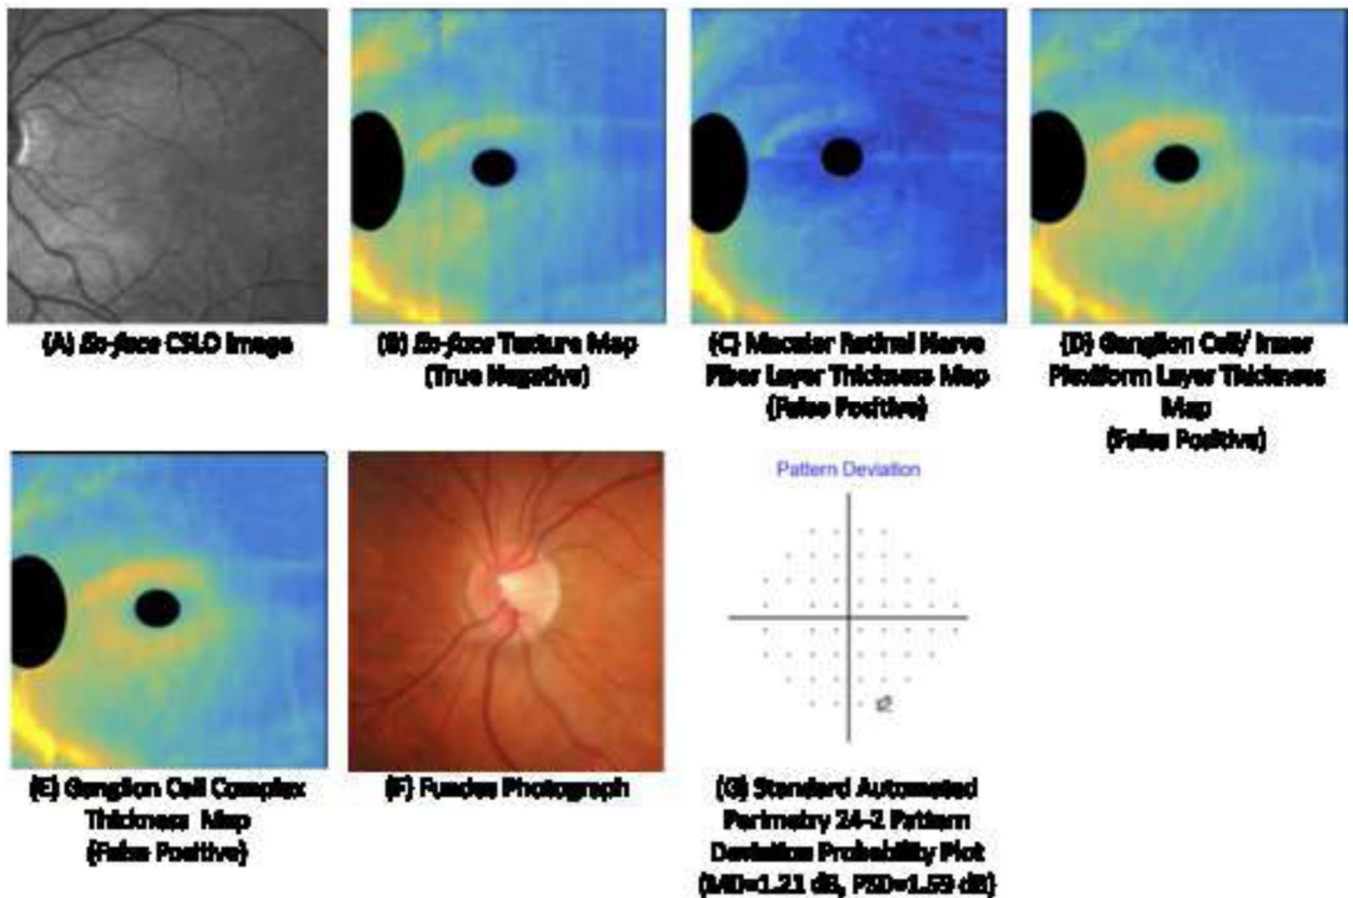 (A) En-face CSLO Image
(B) En-face Texture Map
(True Negative)
(C) Macular Retinal Nerve
Fiber Layer Thickness Map
(False Positive)
(D) Ganglion Cell/ Inner
Plexiform Layer Thickness
Map
(False Positive)
Pattern Deviation
(E) Ganglion Cell Complex
Thickness Map
(False Positive)
(F) Fundus Photograph
(G) Standard Automated
Perimetry 24-2 Pattern
Deviation Probability Plot
(MD=1.21 dB, PSD=1.59 dB)